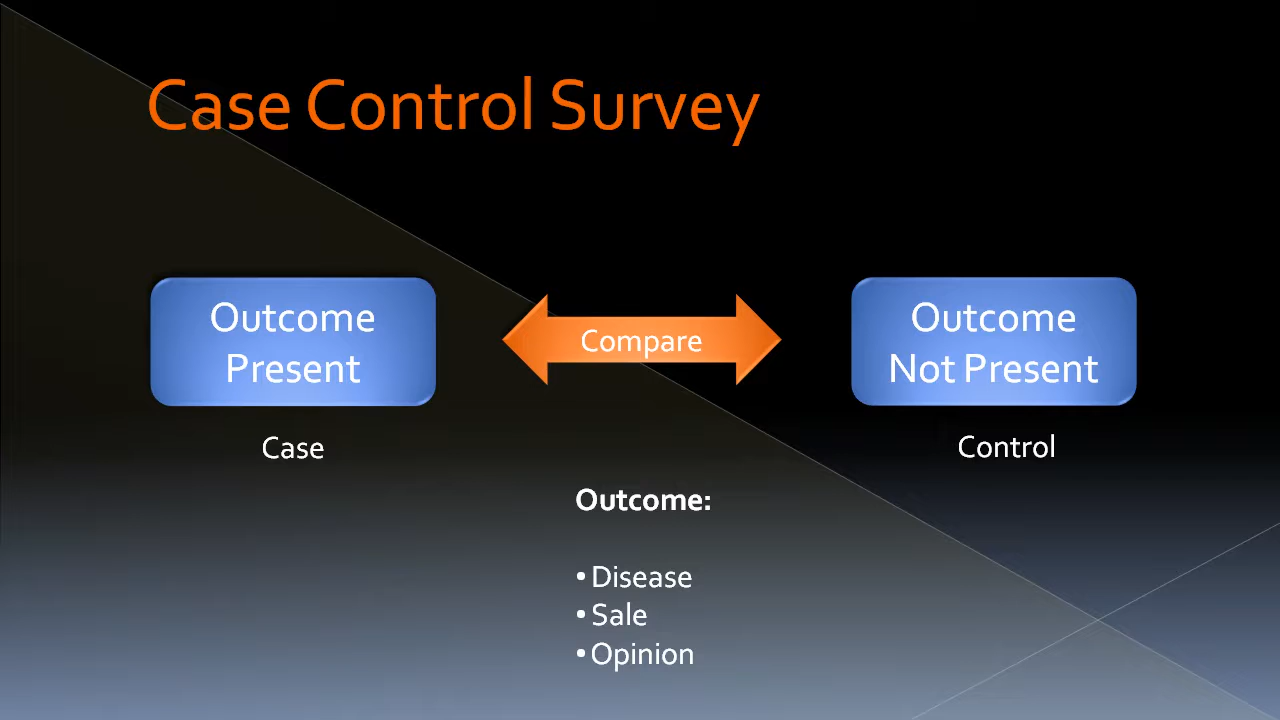 Case Control Survey
Outcome
Present
Compare
Outcome
Not Present
Case
Control
Outcome:
• Disease
• Sale
• Opinion